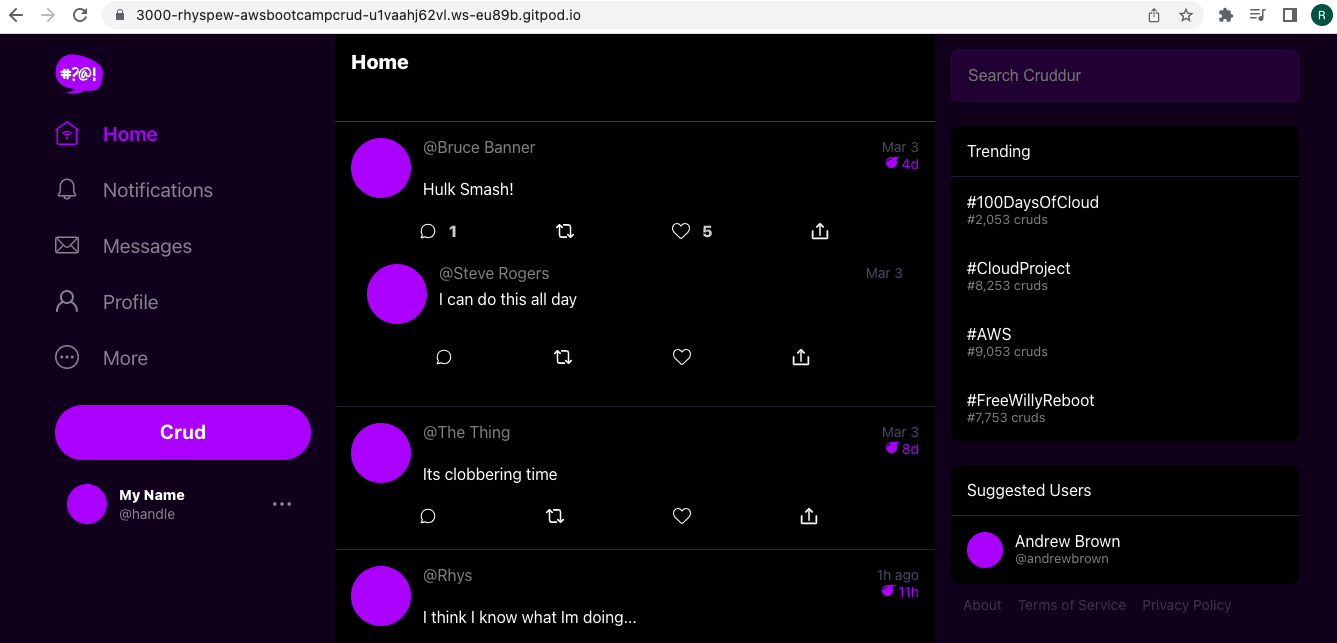 3000-rhyspew-awsbootcampcrud-u1vaahj62vl.ws-eu89b.gitpod.io
R
#?@!
Home
Notifications
Messages
Profile
More
Crud
My Name
@handle
Home
@Bruce Banner
Mar 3
4d
Hulk Smash!
1
5
@Steve Rogers
Mar 3
I can do this all day
@The Thing
Mar 3
8d
Its clobbering time
@Rhys
1h ago
11h
I think I know what Im doing...
Search Cruddur
Trending
#100DaysOfCloud
#2,053 cruds
#CloudProject
#8,253 cruds
#AWS
#9,053 cruds
#FreeWillyReboot
#7,753 cruds
Suggested Users
Andrew Brown
@andrewbrown
About Terms of Service Privacy Policy